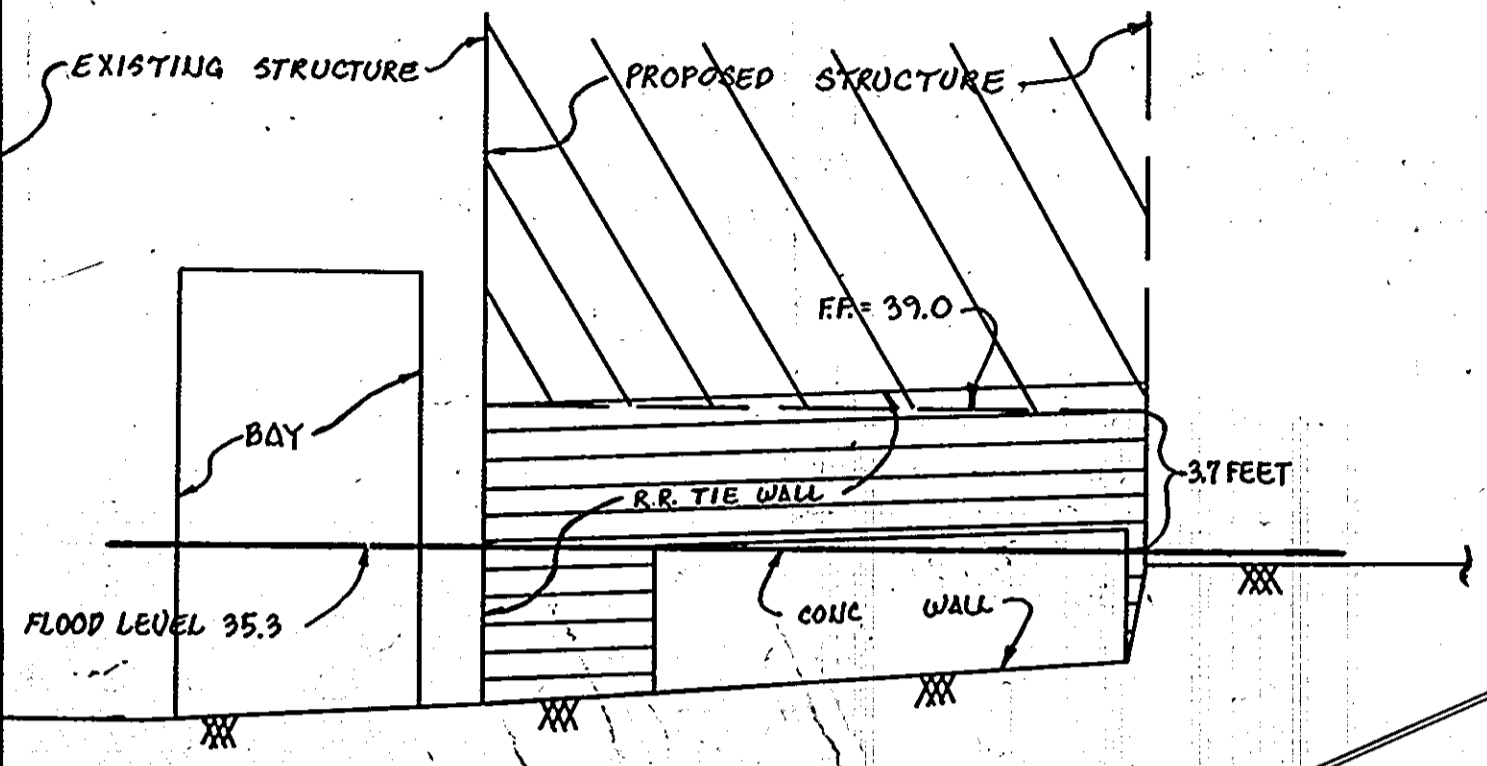 EXISTING STRUCTURE
PROPOSED STRUCTURE
F.F. = 39.0
BAY
R.R. TIE WALL
3.7 FEET
FLOOD LEVEL 35.3
CONC WALL